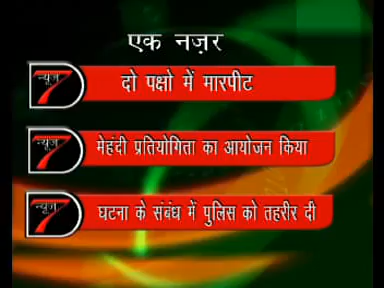 एक नज़र
न्यूज़ 7 दो पक्षो में मारपीट
न्यूज़ 7 मेहंदी प्रतियोगिता का आयोजन किया
न्यूज़ 7 घटना के संबंध में पुलिस को तहरीर दी